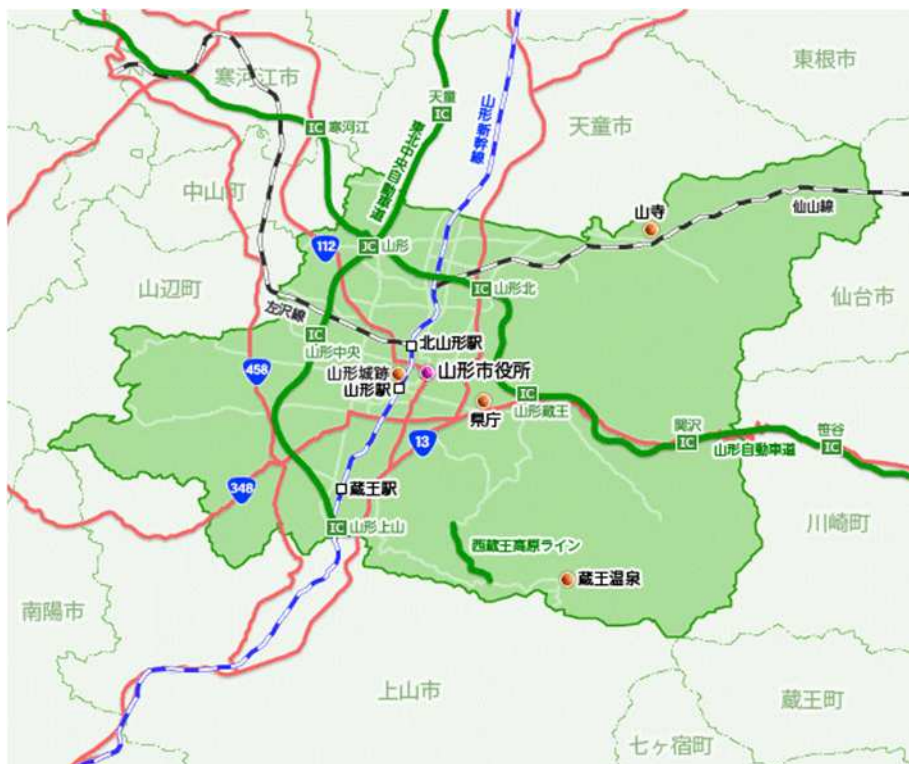 東根市
寒河江市
天童
IC
山形新幹線
IC 寒河江
天童市
東北中央自動車道
中山町
山寺
仙山線
112
JC 山形
山辺町
IC 山形北
仙台市
左沢線
IC
山形中央
北山形駅
458
山形城跡
山形市役所
山形駅
IC
山形蔵王
県庁
関沢
IC
笹谷
IC
13
山形自動車道
348
蔵王駅
IC 山形上山
川崎町
西蔵王高原ライン
蔵王温泉
南陽市
上山市
蔵王町
七ヶ宿町